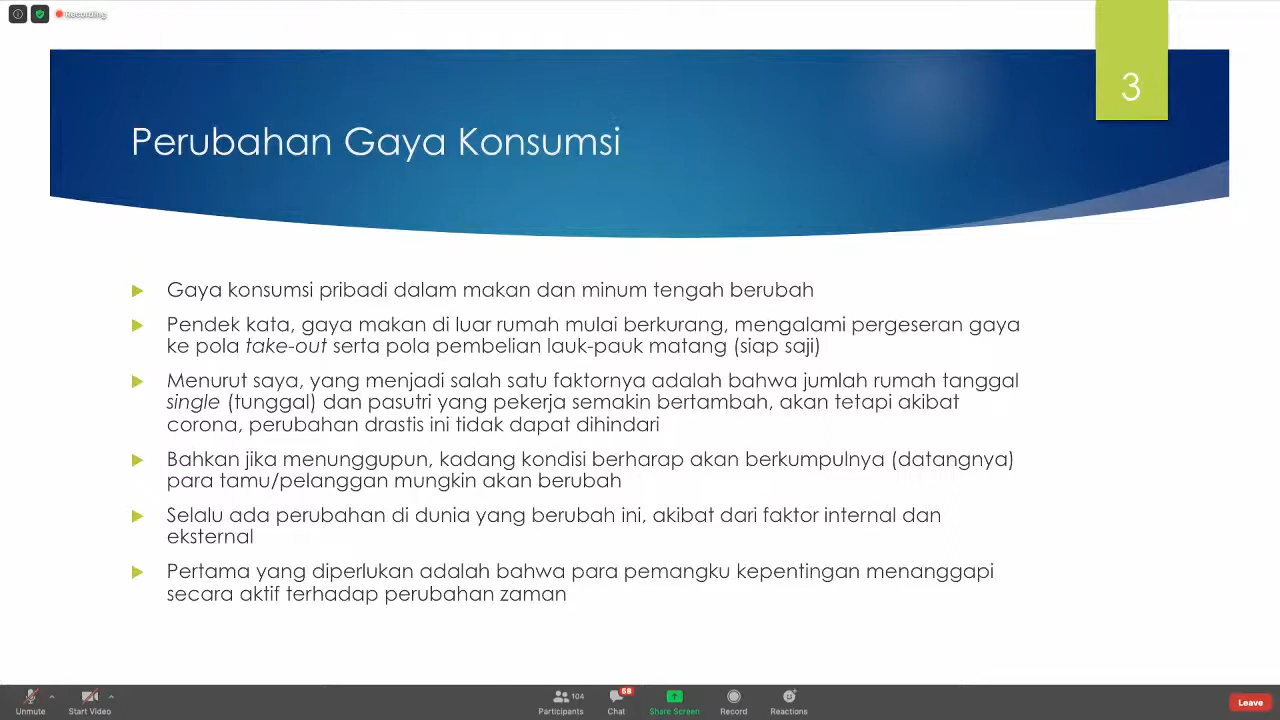 Recording
3
Perubahan Gaya Konsumsi
Gaya konsumsi pribadi dalam makan dan minum tengah berubah
Pendek kata, gaya makan di luar rumah mulai berkurang, mengalami pergeseran gaya
ke pola take-out serta pola pembelian lauk-pauk matang (siap saji)
Menurut saya, yang menjadi salah satu faktornya adalah bahwa jumlah rumah tanggal
single (tunggal) dan pasutri yang pekerja semakin bertambah, akan tetapi akibat
corona, perubahan drastis ini tidak dapat dihindari
Bahkan jika menunggupun, kadang kondisi berharap akan berkumpulnya (datangnya)
para tamu/pelanggan mungkin akan berubah
Selalu ada perubahan di dunia yang berubah ini, akibat dari faktor internal dan
eksternal
Pertama yang diperlukan adalah bahwa para pemangku kepentingan menanggapi
secara aktif terhadap perubahan zaman
Unmute
Start Video
104
Participants
68
Chat
Share Screen
Record
Reactions
Leave